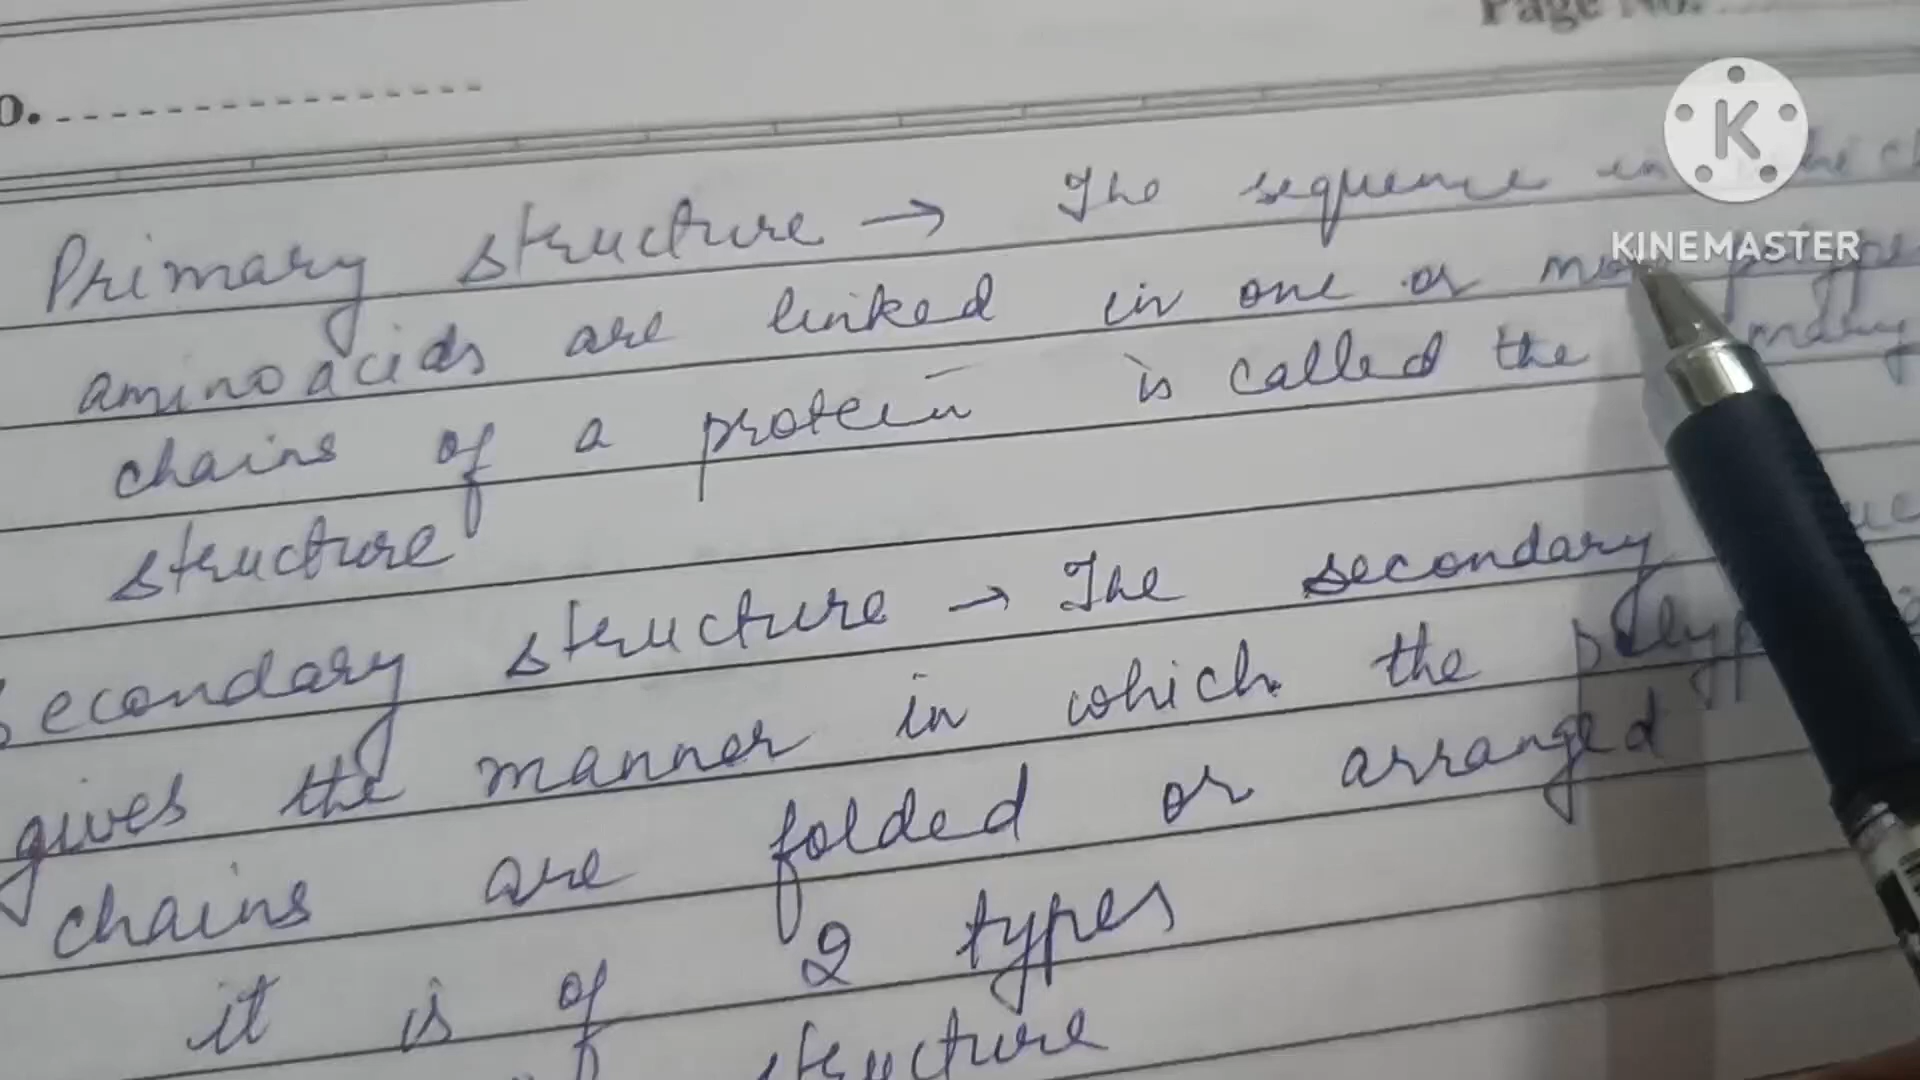 Page No.
o. ................
KINEMASTER
Primary structure → The sequence in which
aminoacids are linked in one or
chains of a protein is called the
structure
secondary structure → The secondary
gives the manner in which the
chains are folded or arranged
it is of 2 types
structure